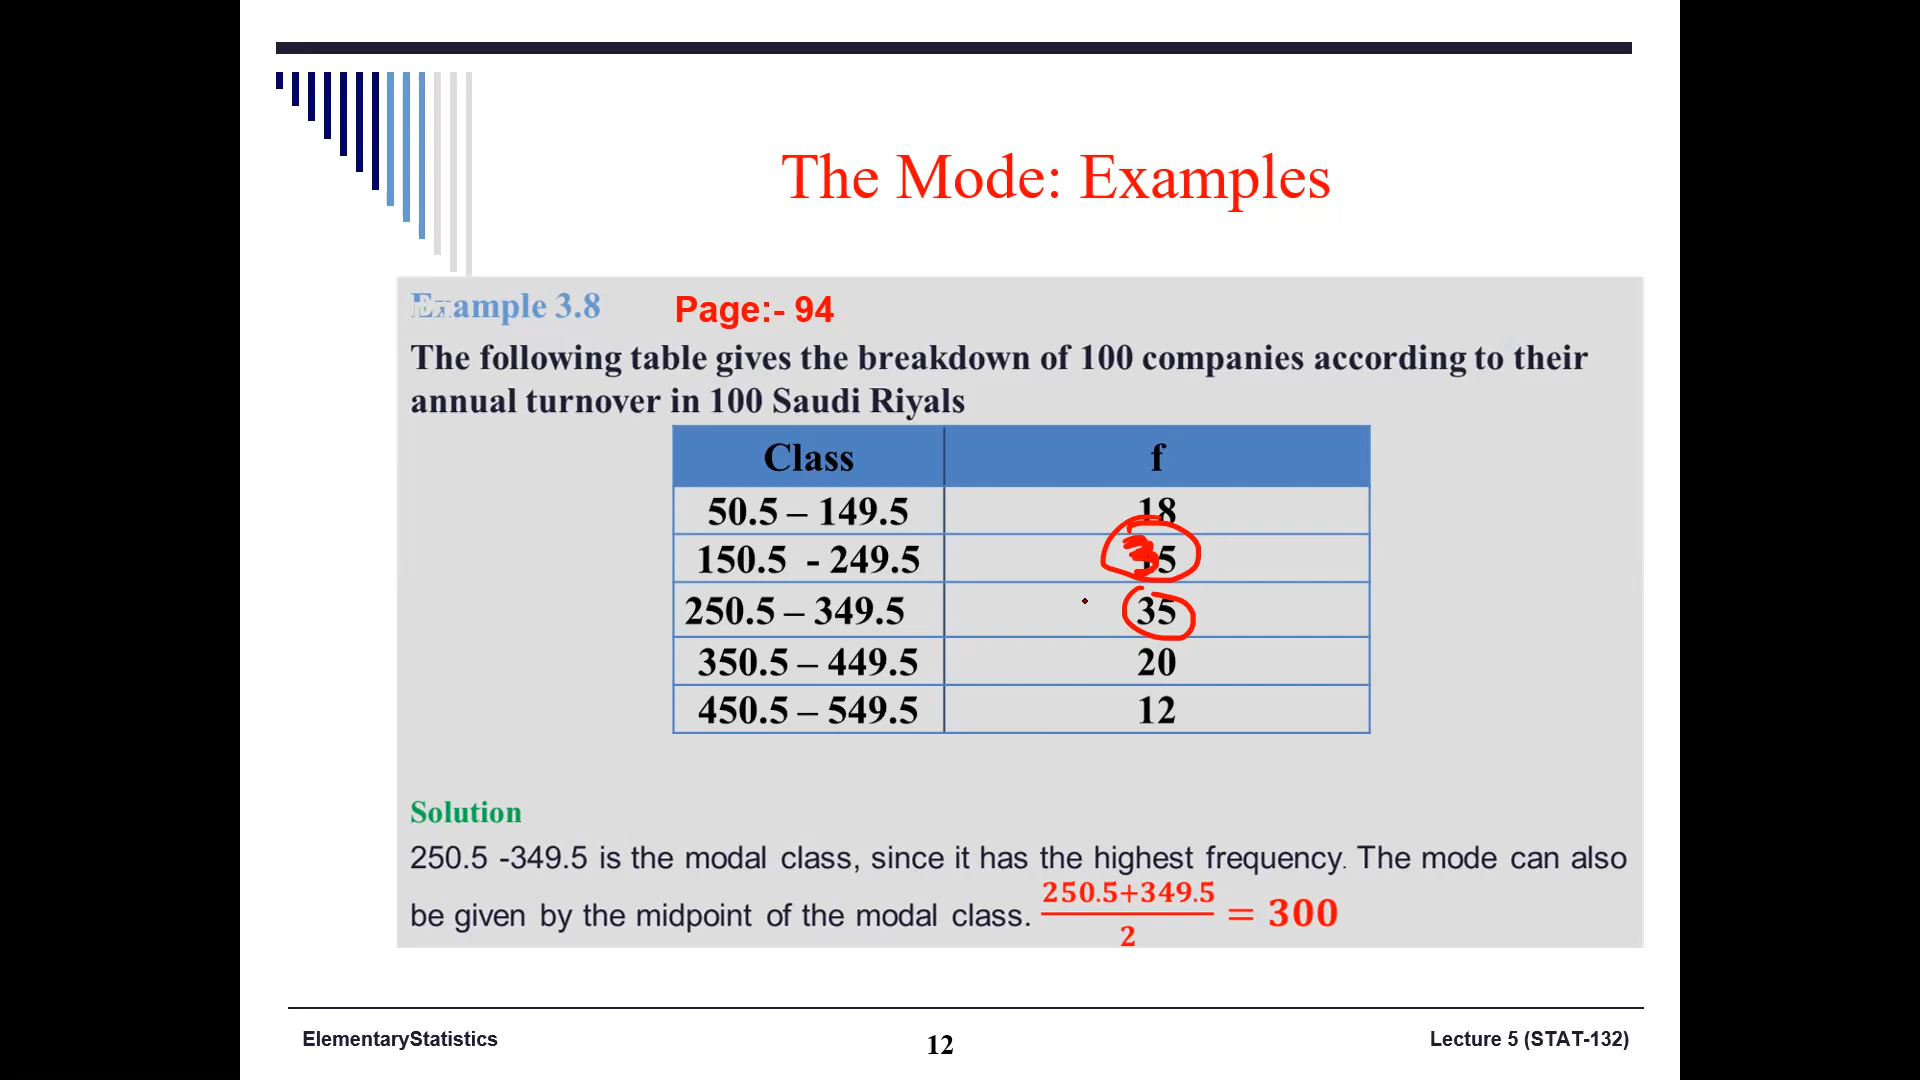 The Mode: Examples
Example 3.8 Page:- 94
The following table gives the breakdown of 100 companies according to their
annual turnover in 100 Saudi Riyals
Class f
50.5 – 149.5 18
150.5 - 249.5 15
250.5 – 349.5 35
350.5 – 449.5 20
450.5 – 549.5 12
Solution
250.5 -349.5 is the modal class, since it has the highest frequency. The mode can also
be given by the midpoint of the modal class. (250.5+349.5)/2 = 300
ElementaryStatistics 12 Lecture 5 (STAT-132)